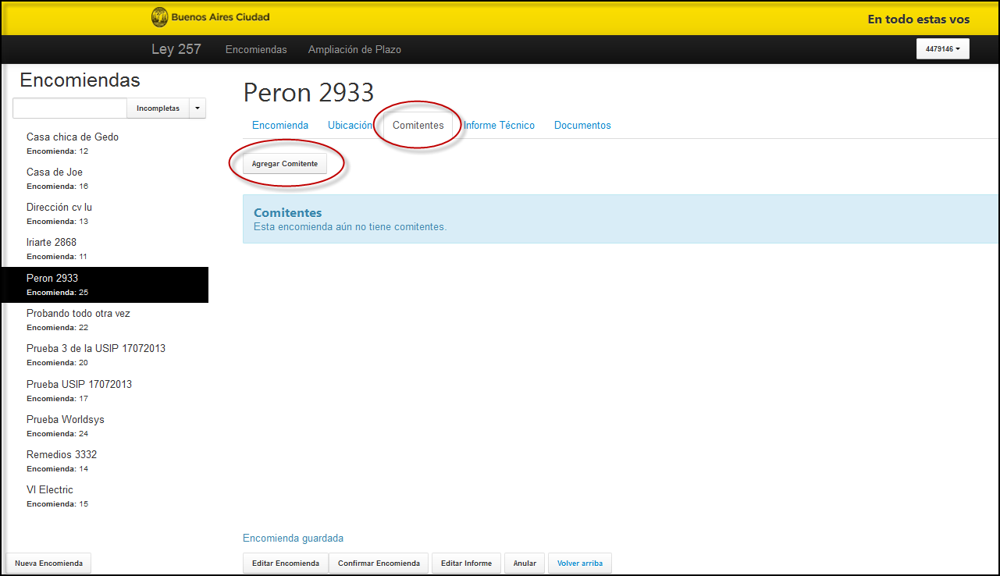 Buenos Aires Ciudad
En todo estas vos
Ley 257
Encomiendas
Ampliación de Plazo
4479146
Encomiendas
Incompletas
Casa chica de Gedo
Encomienda: 12
Casa de Joe
Encomienda: 16
Dirección cv lu
Encomienda: 13
Iriarte 2868
Encomienda: 11
Peron 2933
Encomienda: 25
Probando todo otra vez
Encomienda: 22
Prueba 3 de la USIP 17072013
Encomienda: 20
Prueba USIP 17072013
Encomienda: 17
Prueba Worldsys
Encomienda: 24
Remedios 3332
Encomienda: 14
VI Electric
Encomienda: 15
Nueva Encomienda
Peron 2933
Encomienda
Ubicación
Comitentes
Informe Técnico
Documentos
Agregar Comitente
Comitentes
Esta encomienda aún no tiene comitentes.
Encomienda guardada
Editar Encomienda
Confirmar Encomienda
Editar Informe
Anular
Volver arriba